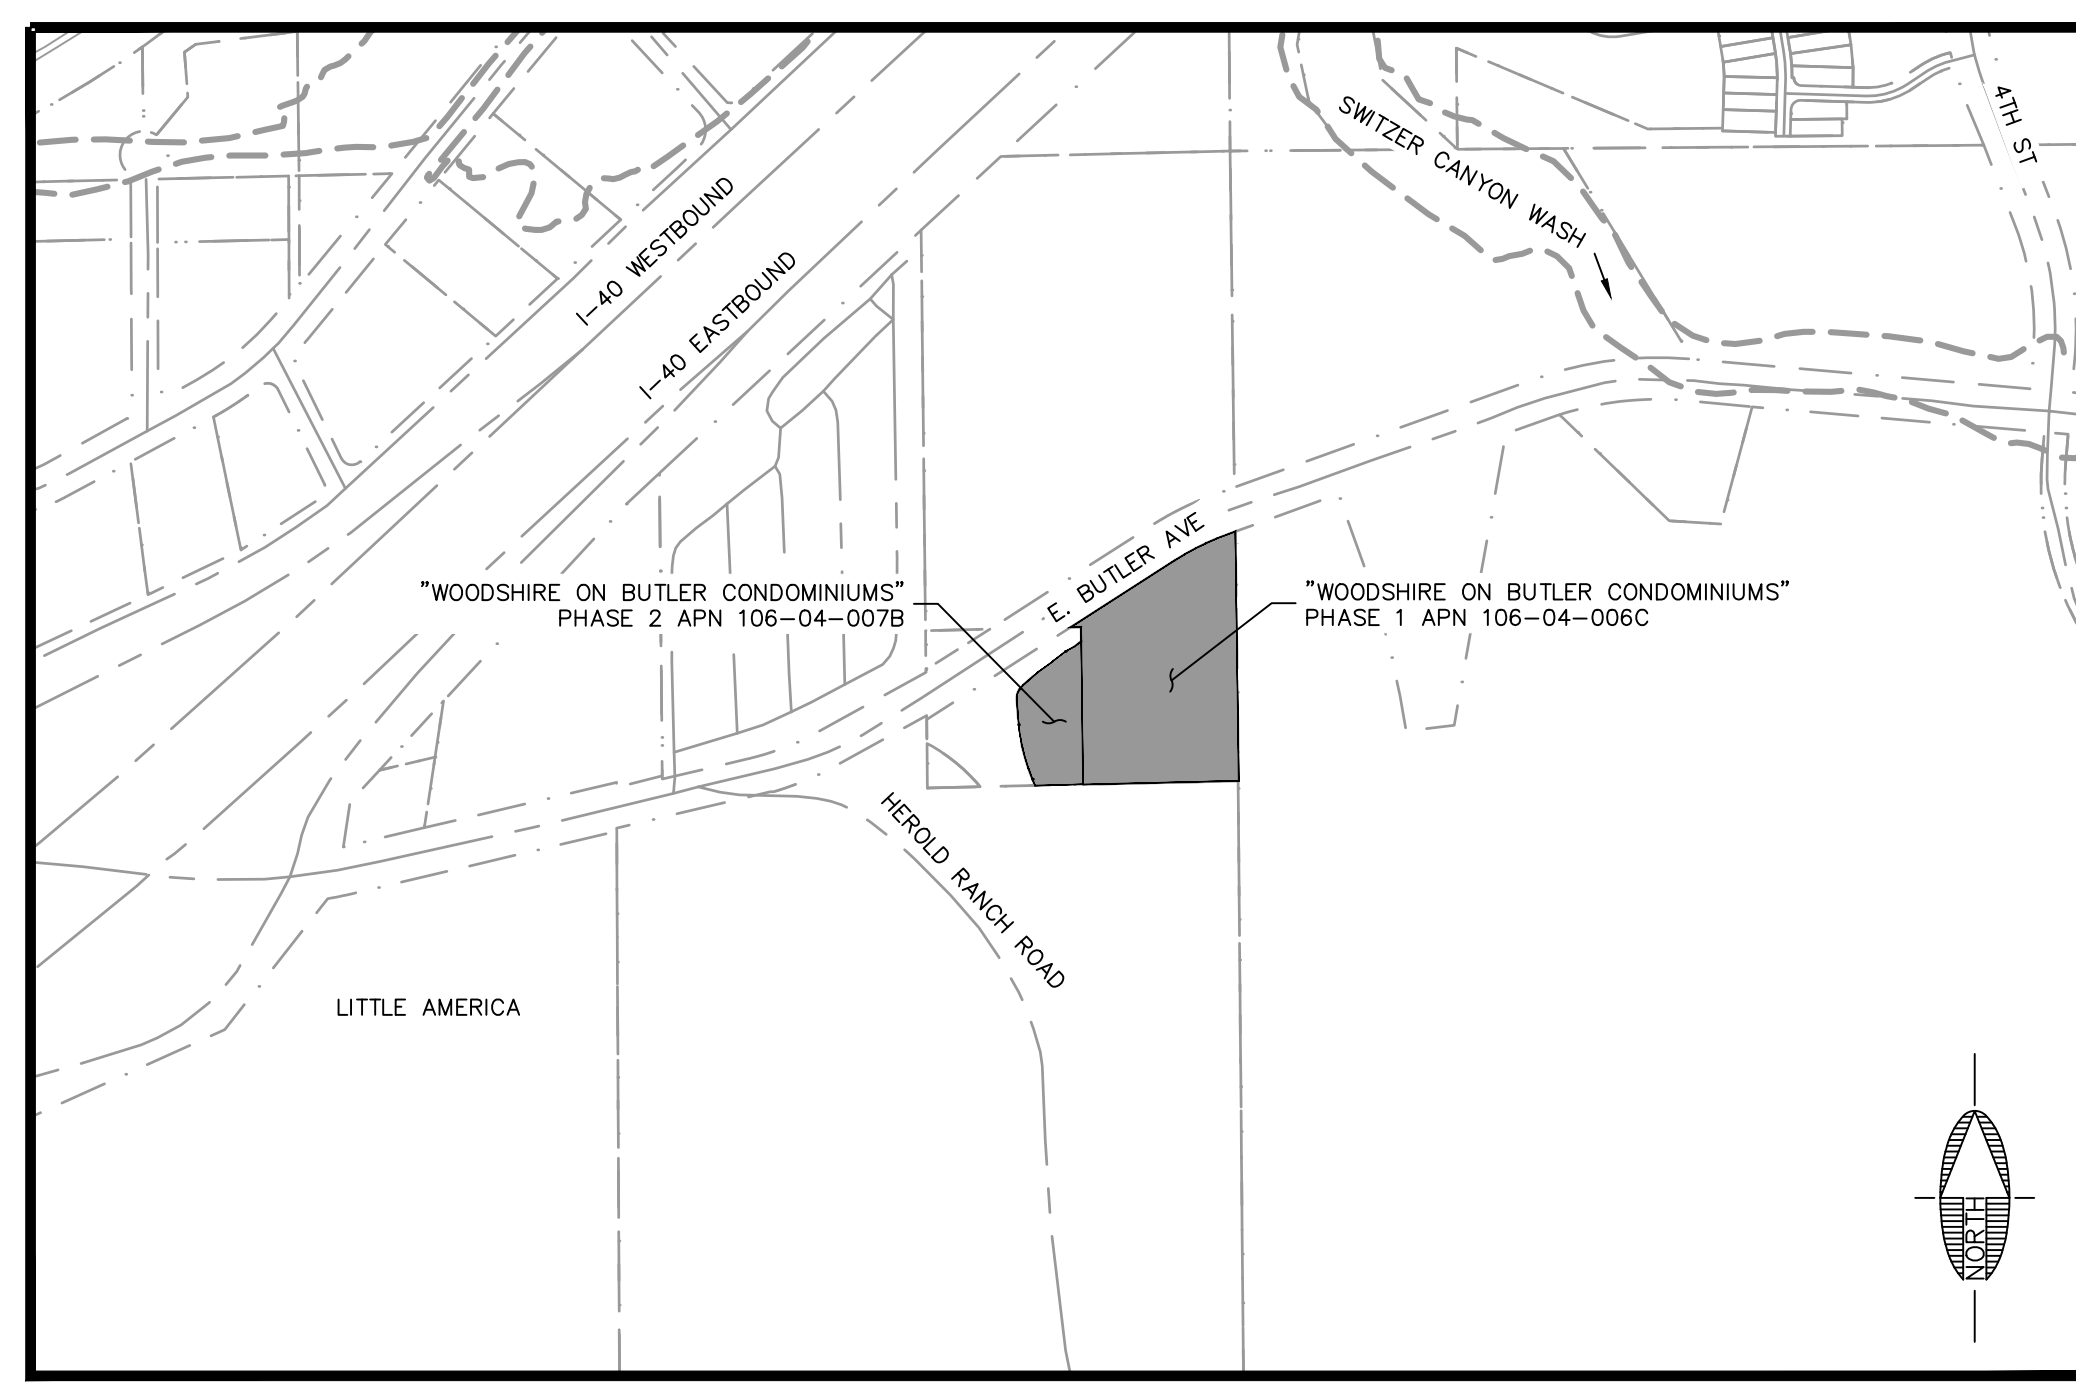 4TH ST
SWITZER CANYON WASH
I-40 WESTBOUND
I-40 EASTBOUND
E. BUTLER AVE
"WOODSHIRE ON BUTLER CONDOMINIUMS"
PHASE 2 APN 106-04-007B
"WOODSHIRE ON BUTLER CONDOMINIUMS"
PHASE 1 APN 106-04-006C
HEROLD RANCH ROAD
LITTLE AMERICA
NORTH